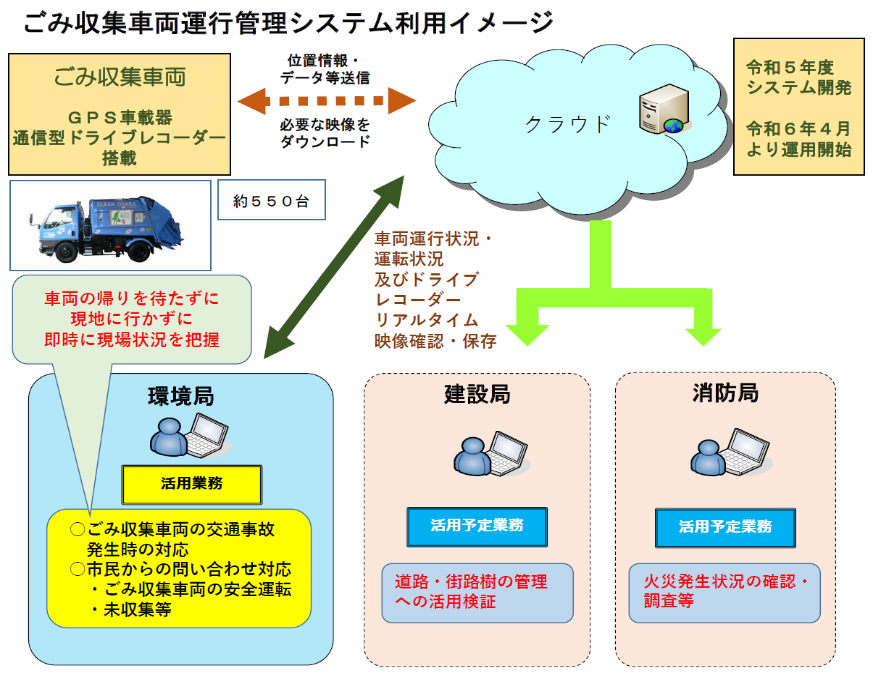 ごみ収集車両運行管理システム利用イメージ
ごみ収集車両
ＧＰＳ車載器
通信型ドライブレコーダー
搭載
位置情報・
データ等送信
必要な映像を
ダウンロード
クラウド
令和５年度
システム開発
令和６年４月
より運用開始
約５５０台
CLEAN OSAKA
車両運行状況・
運転状況
及びドライブ
レコーダー
リアルタイム
映像確認・保存
車両の帰りを待たずに
現地に行かずに
即時に現場状況を把握
環境局
活用業務
○ごみ収集車両の交通事故
発生時の対応
○市民からの問い合わせ対応
・ごみ収集車両の安全運転
・未収集等
建設局
活用予定業務
道路・街路樹の管理
への活用検証
消防局
活用予定業務
火災発生状況の確認・
調査等